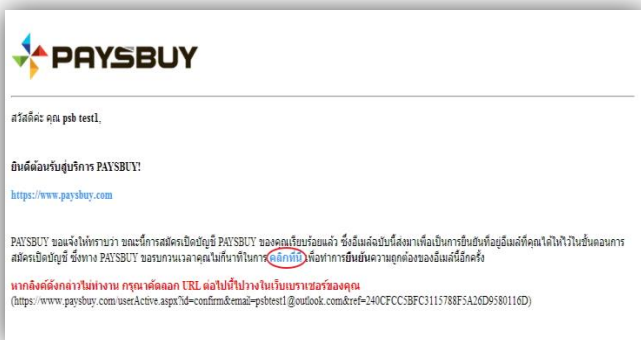 PAYSBUY
สวัสดีค่ะ คุณ psb test1,
ยินดีต้อนรับสู่บริการ PAYSBUY!
https://www.paysbuy.com
PAYSBUY ขอแจ้งให้ทราบว่า ขณะนี้การสมัครเปิดบัญชี PAYSBUY ของคุณเรียบร้อยแล้ว ซึ่งอีเมล์ฉบับนี้ส่งมาเพื่อเป็นการยืนยันที่อยู่อีเมล์ที่คุณได้ให้ไว้ในขั้นตอนการ
สมัครเปิดบัญชี ซึ่งทาง PAYSBUY ขอรบกวนเวลาคุณไม่กี่นาทีในการ คลิกที่นี่ เพื่อทำการยืนยันความถูกต้องของอีเมล์นี้อีกครั้ง
หากลิงค์ดังกล่าวไม่ทำงาน กรุณาคัดลอก URL ต่อไปนี้ไปวางในเว็บเบราเซอร์ของคุณ
(https://www.paysbuy.com/userActive.aspx?id=confirm&email=psbtest1@outlook.com&ref=240CFCC5BFC3115788F5A26D9580116D)